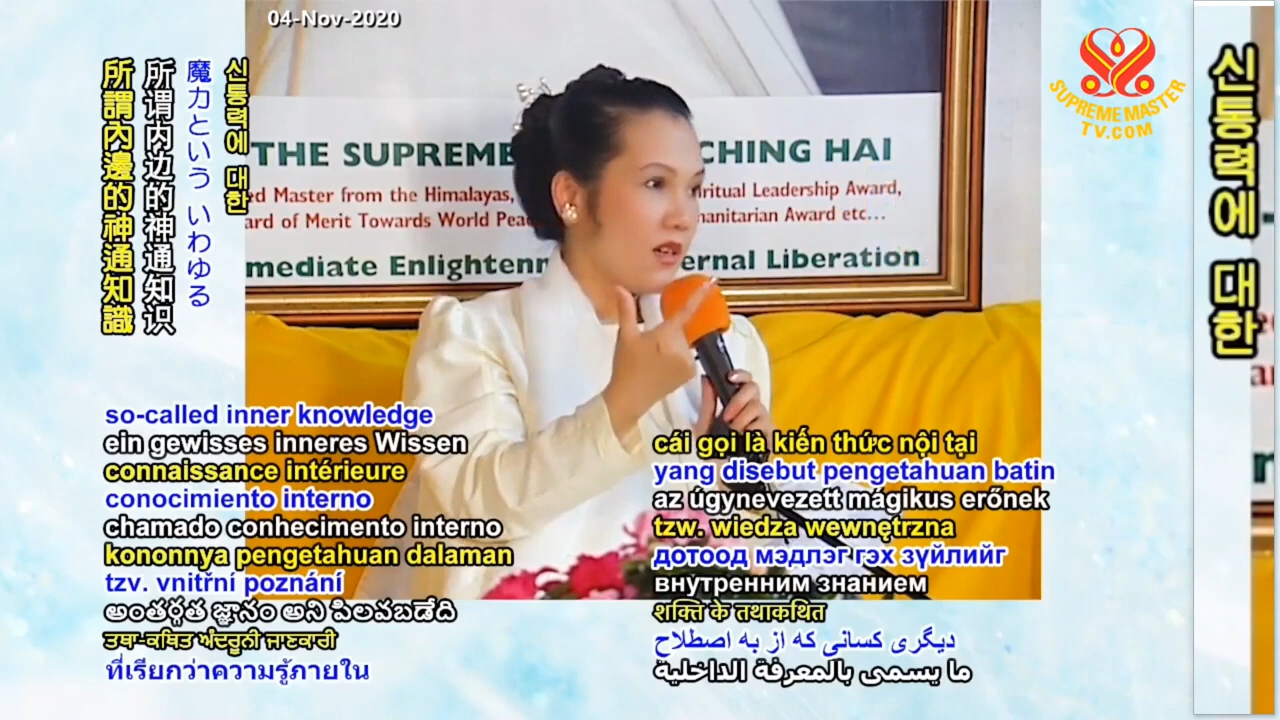 04-Nov-2020
SUPREME MASTER
TV.COM
THE SUPREME CHING HAI
ed Master from the Himalayas, ritual Leadership Award,
ard of Merit Towards World Pea anitarian Award etc...
mediate Enlighten ernal Liberation
신통력에 대한
魔力という いわゆる
所谓内边的神通知识
所謂內邊的神通知識
so-called inner knowledge
ein gewisses inneres Wissen
connaissance intérieure
conocimiento interno
chamado conhecimento interno
kononnya pengetahuan dalaman
tzv. vnitřní poznání
అంతర్గత జ్ఞానం అని పిలవబడేది
ਤਥਾ-ਕਥਿਤ ਅੰਦਰੂਨੀ ਜਾਣਕਾਰੀ
ที่เรียกว่าความรู้ภายใน
cái gọi là kiến thức nội tại
yang disebut pengetahuan batin
az úgynevezett mágikus erőnek
tzw. wiedza wewnętrzna
дотоод мэдлэг гэх зүйлийг
внутренним знанием
शक्ति के तथाकथित
دیگری کسانی که از به اصطلاح
ما يسمى بالمعرفة الداخلية
신통력에 대한